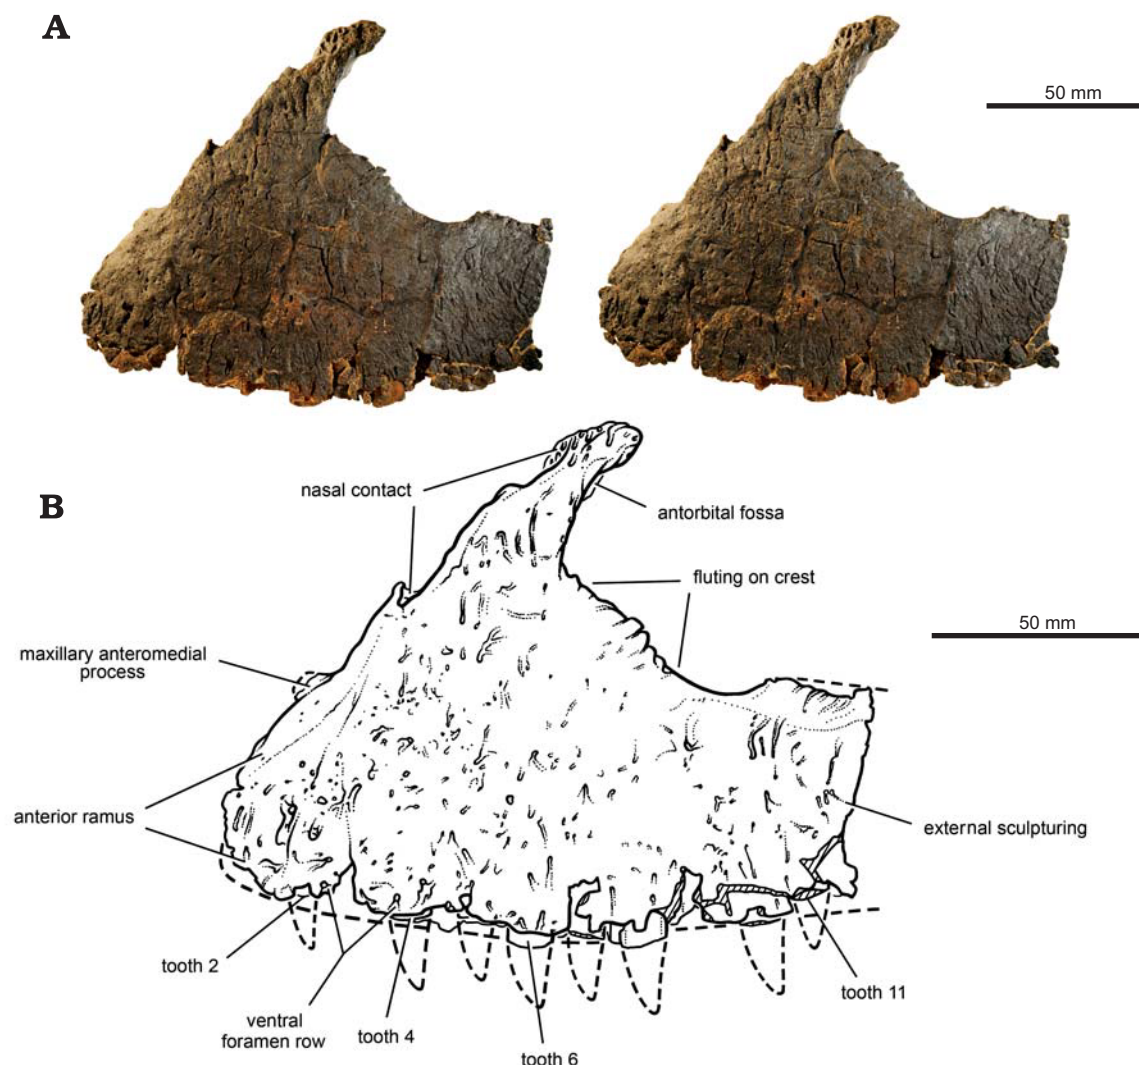 A
50 mm
nasal contact
B
antorbital fossa
fluting on crest
50 mm
maxillary anteromedial
process
anterior ramus
external sculpturing
tooth 2
ventral
foramen row
tooth 4
tooth 6
tooth 11